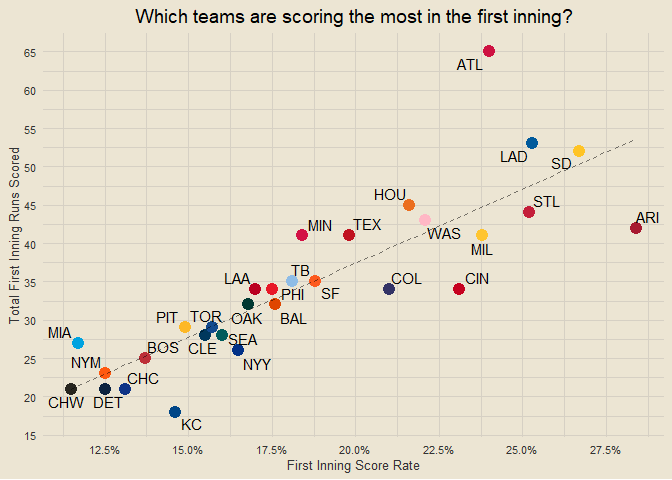 Which teams are scoring the most in the first inning?
Total First Inning Runs Scored
65
60
55
50
45
40
35
30
25
20
15
ATL
LAD
SD
HOU
STL
ARI
MIN
TEX
WAS
MIL
TB
LAA
PHI
SF
COL
CIN
PIT
TOR
OAK
BAL
MIA
BOS
CLE
SEA
NYM
CHC
NYY
CHW
DET
KC
12.5%
15.0%
17.5%
20.0%
22.5%
25.0%
27.5%
First Inning Score Rate